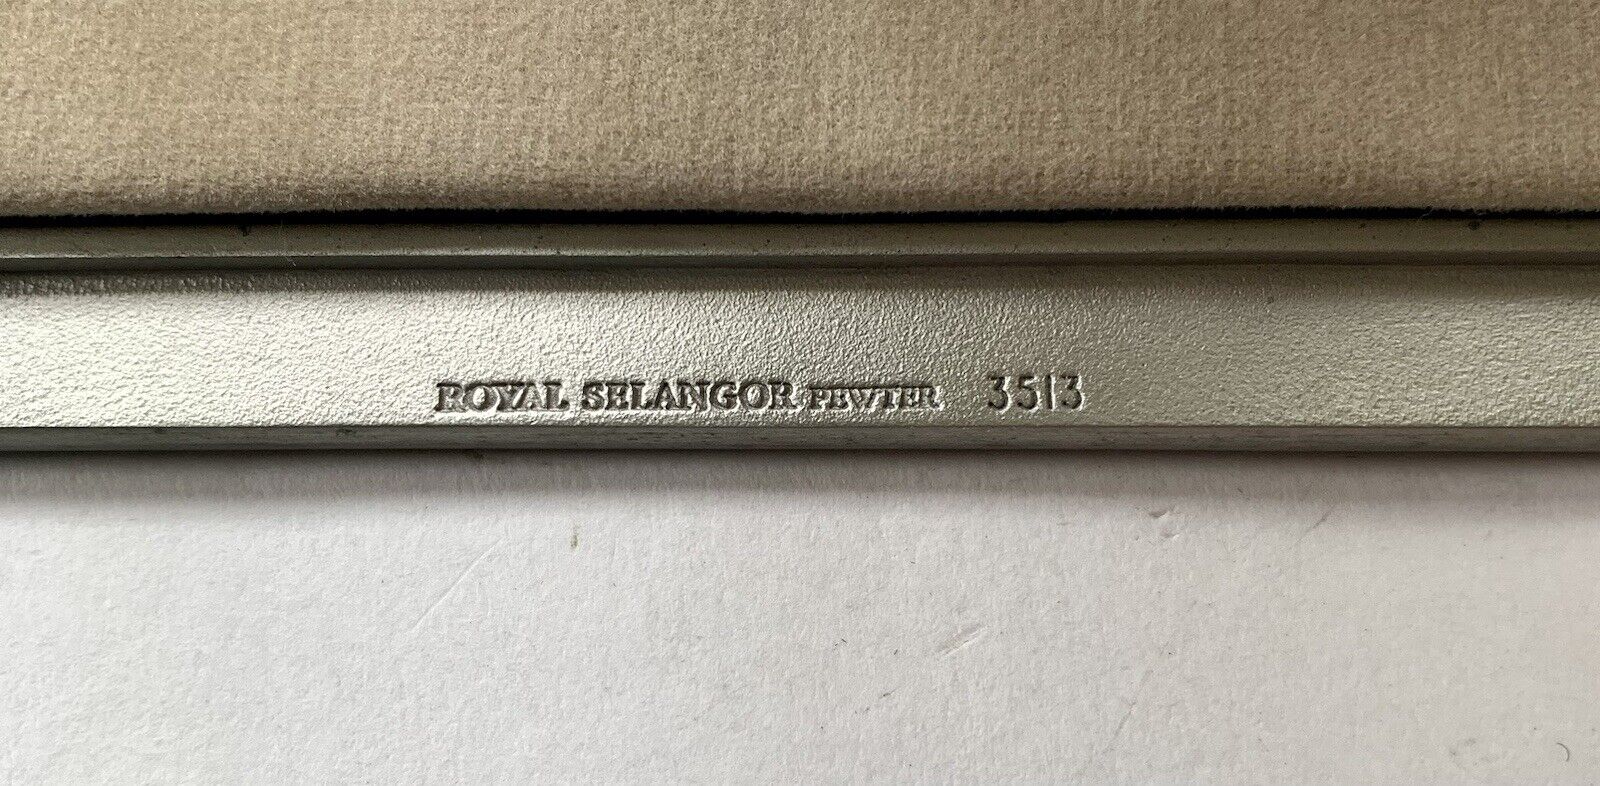 ROYAL SELANGOR PEWTER 3513